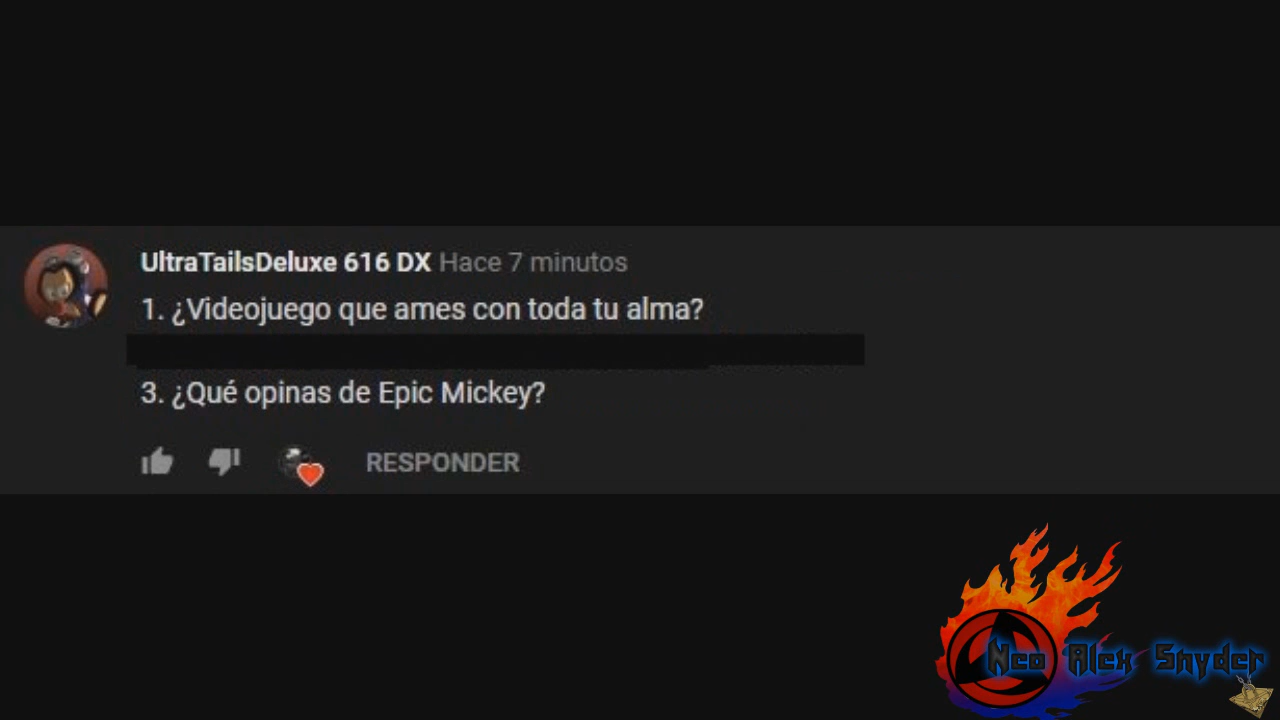 UltraTailsDeluxe 616 DX Hace 7 minutos
1. ¿Videojuego que ames con toda tu alma?
3. ¿Qué opinas de Epic Mickey?
RESPONDER
Neo Alex Snyder